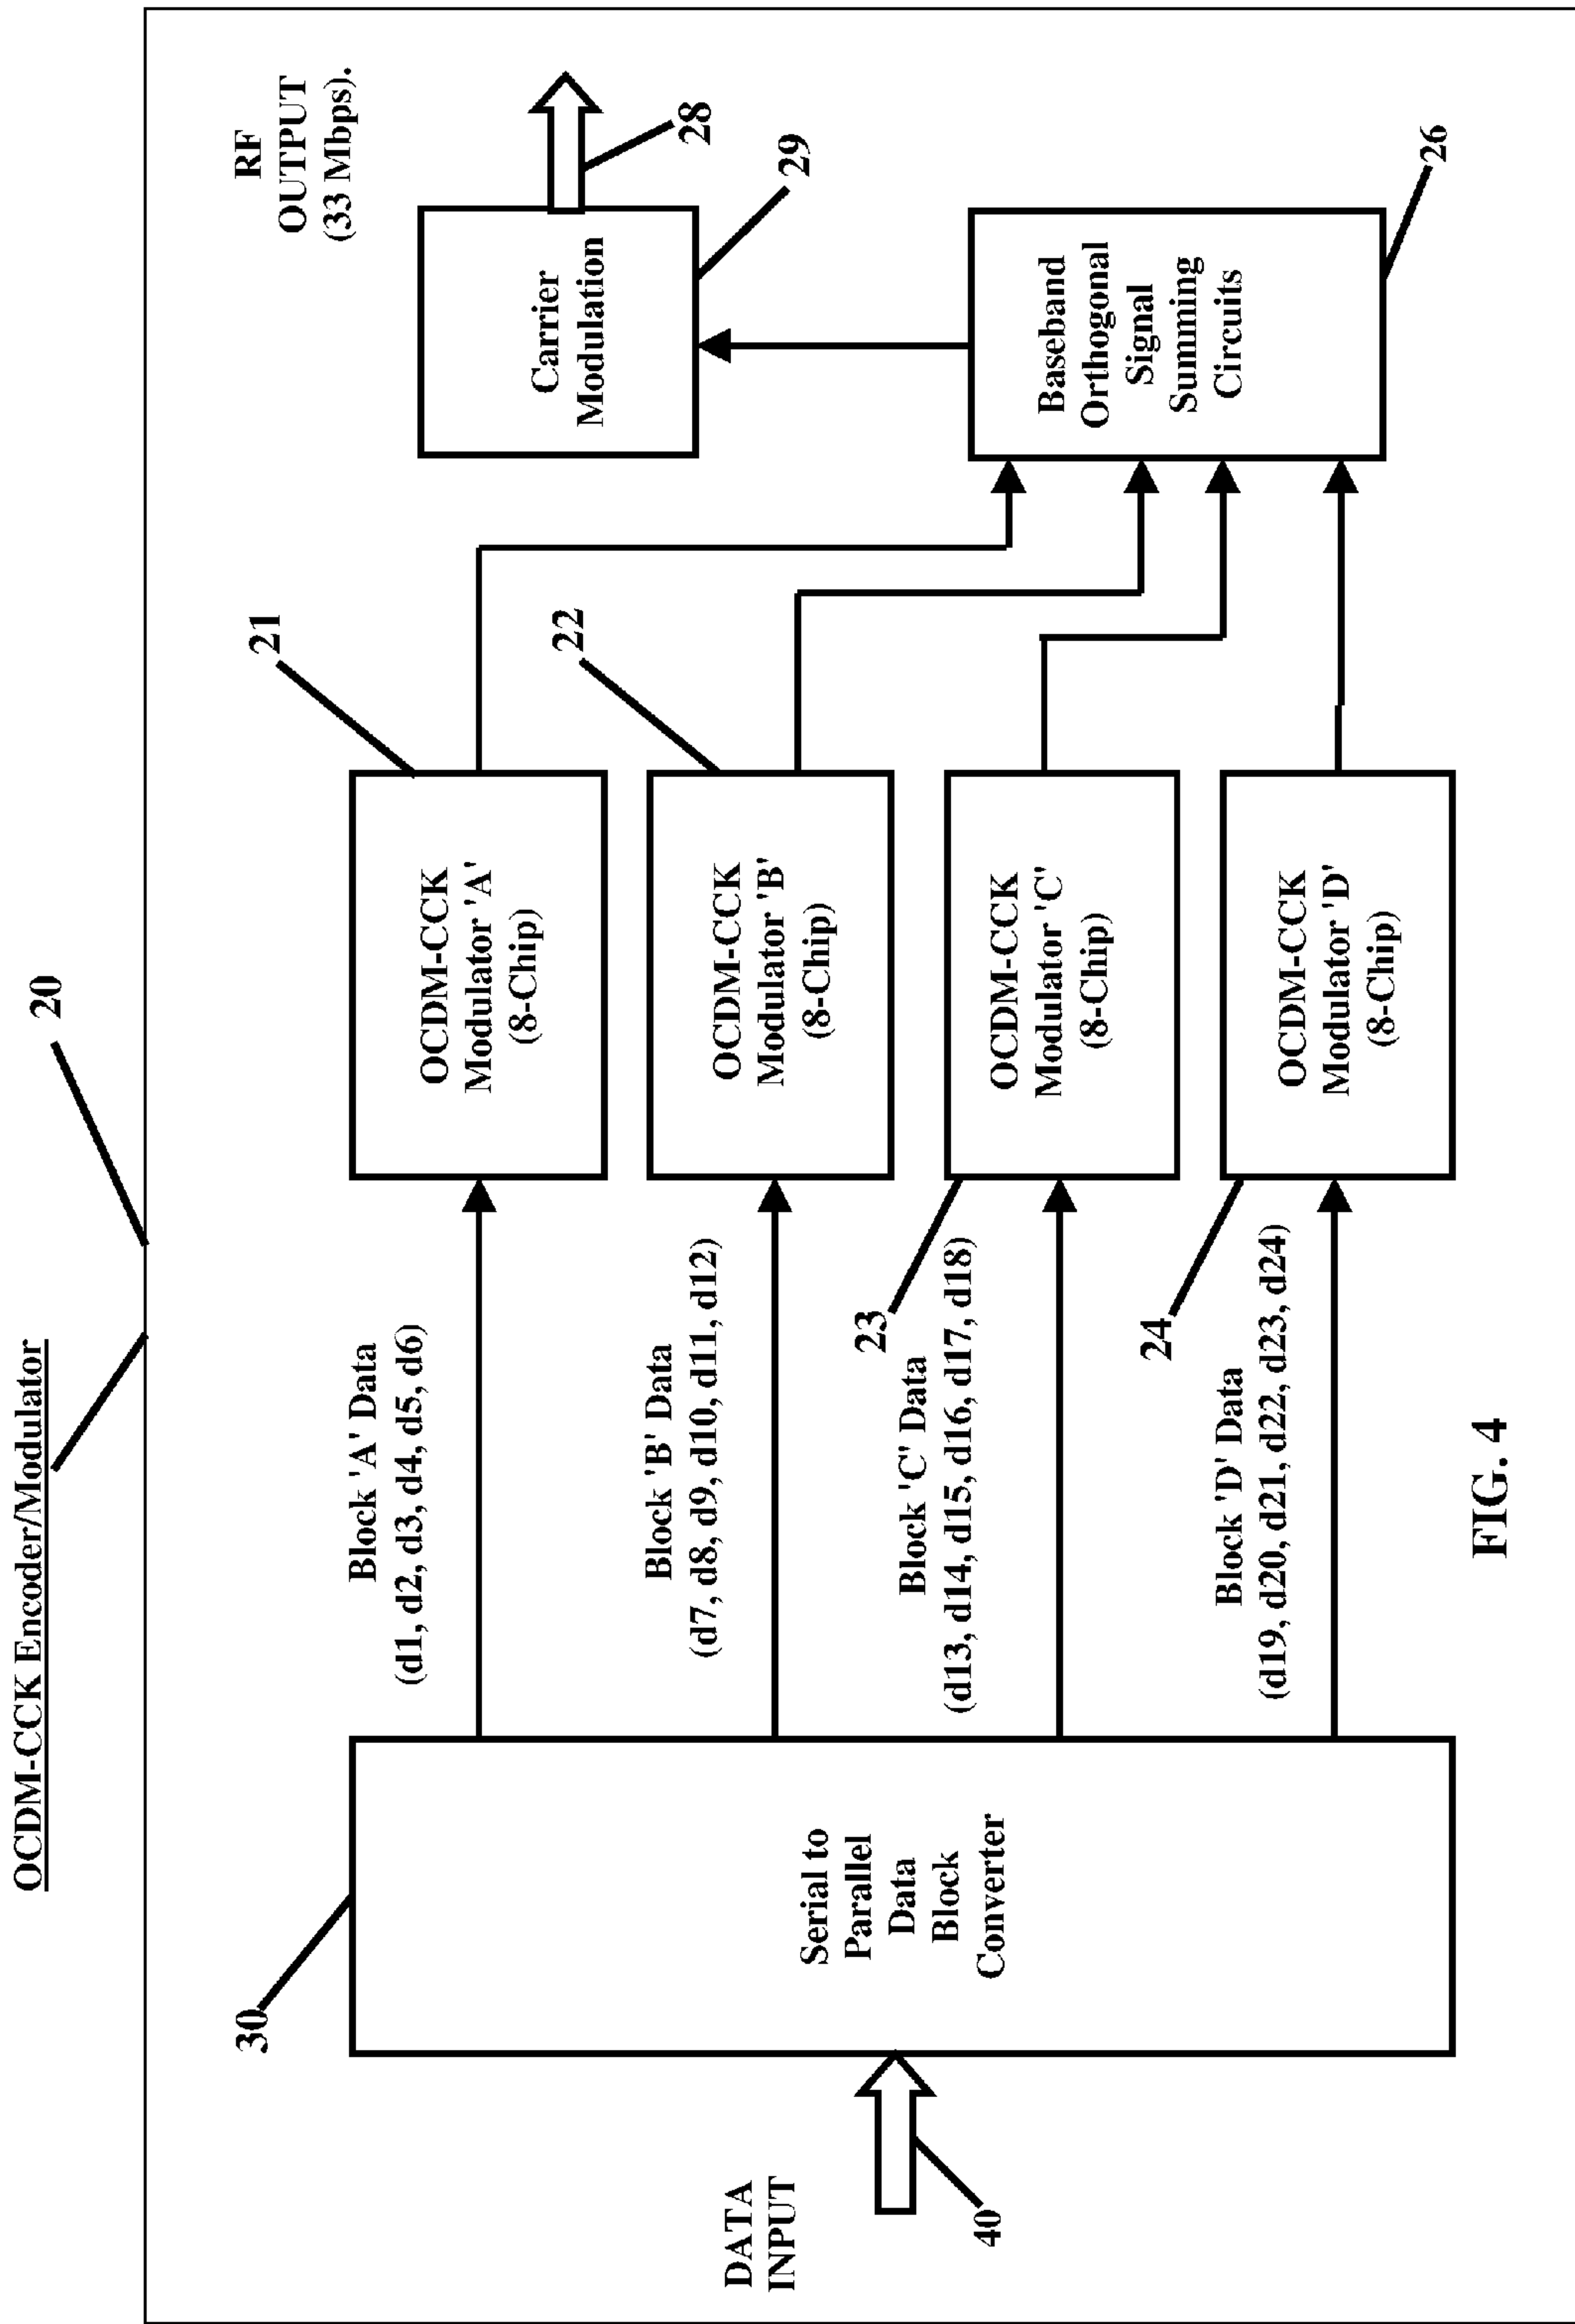 OCDM-CCK Encoder/Modulator
20
30
Serial to
Parallel
Data
Block
Converter
DATA
INPUT
40
Block 'A' Data
(d1, d2, d3, d4, d5, d6)
Block 'B' Data
(d7, d8, d9, d10, d11, d12)
Block 'C' Data
(d13, d14, d15, d16, d17, d18)
Block 'D' Data
(d19, d20, d21, d22, d23, d24)
21
OCDM-CCK
Modulator 'A'
(8-Chip)
22
OCDM-CCK
Modulator 'B'
(8-Chip)
23
OCDM-CCK
Modulator 'C'
(8-Chip)
24
OCDM-CCK
Modulator 'D'
(8-Chip)
RF
OUTPUT
(33 Mbps).
28
Carrier
Modulation
29
Baseband
Orthogonal
Signal
Summing
Circuits
26
FIG. 4